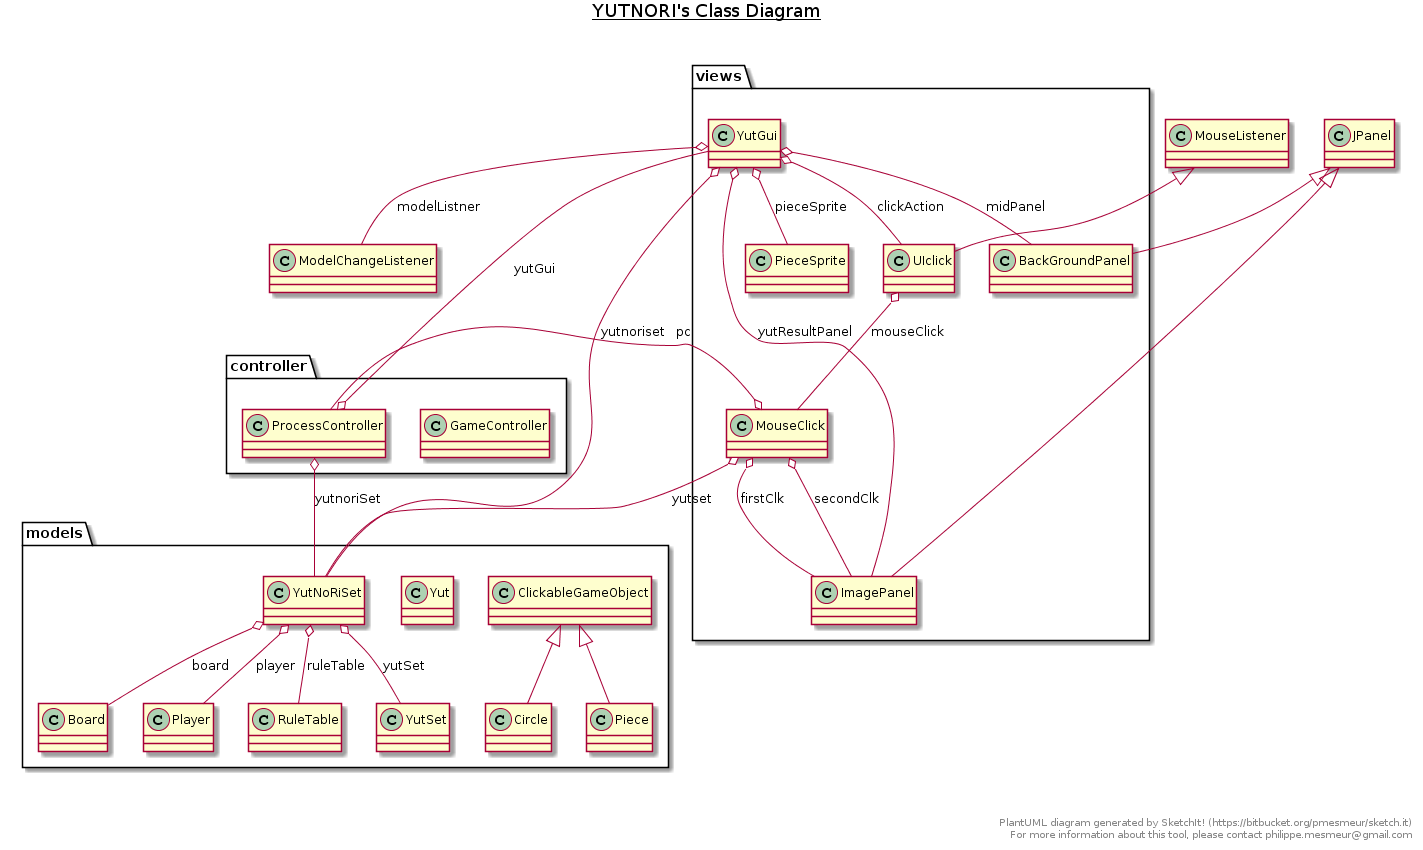 YUTNORI's Class Diagram
views
C YutGui
C MouseListener
C JPanel
modelListner
pieceSprite
clickAction
midPanel
C ModelChangeListener
yutGui
C PieceSprite
C UIclick
C BackGroundPanel
yutnoriset
pc
yutResultPanel
mouseClick
controller
C ProcessController
C GameController
C MouseClick
yutnoriSet
yutset
firstClk
secondClk
models
C YutNoRiSet
C Yut
C ClickableGameObject
C ImagePanel
board
player
ruleTable
yutSet
C Board
C Player
C RuleTable
C YutSet
C Circle
C Piece
PlantUML diagram generated by SketchIt! (https://bitbucket.org/pmesmeur/sketch.it)
For more information about this tool, please contact philippe.mesmeur@gmail.com